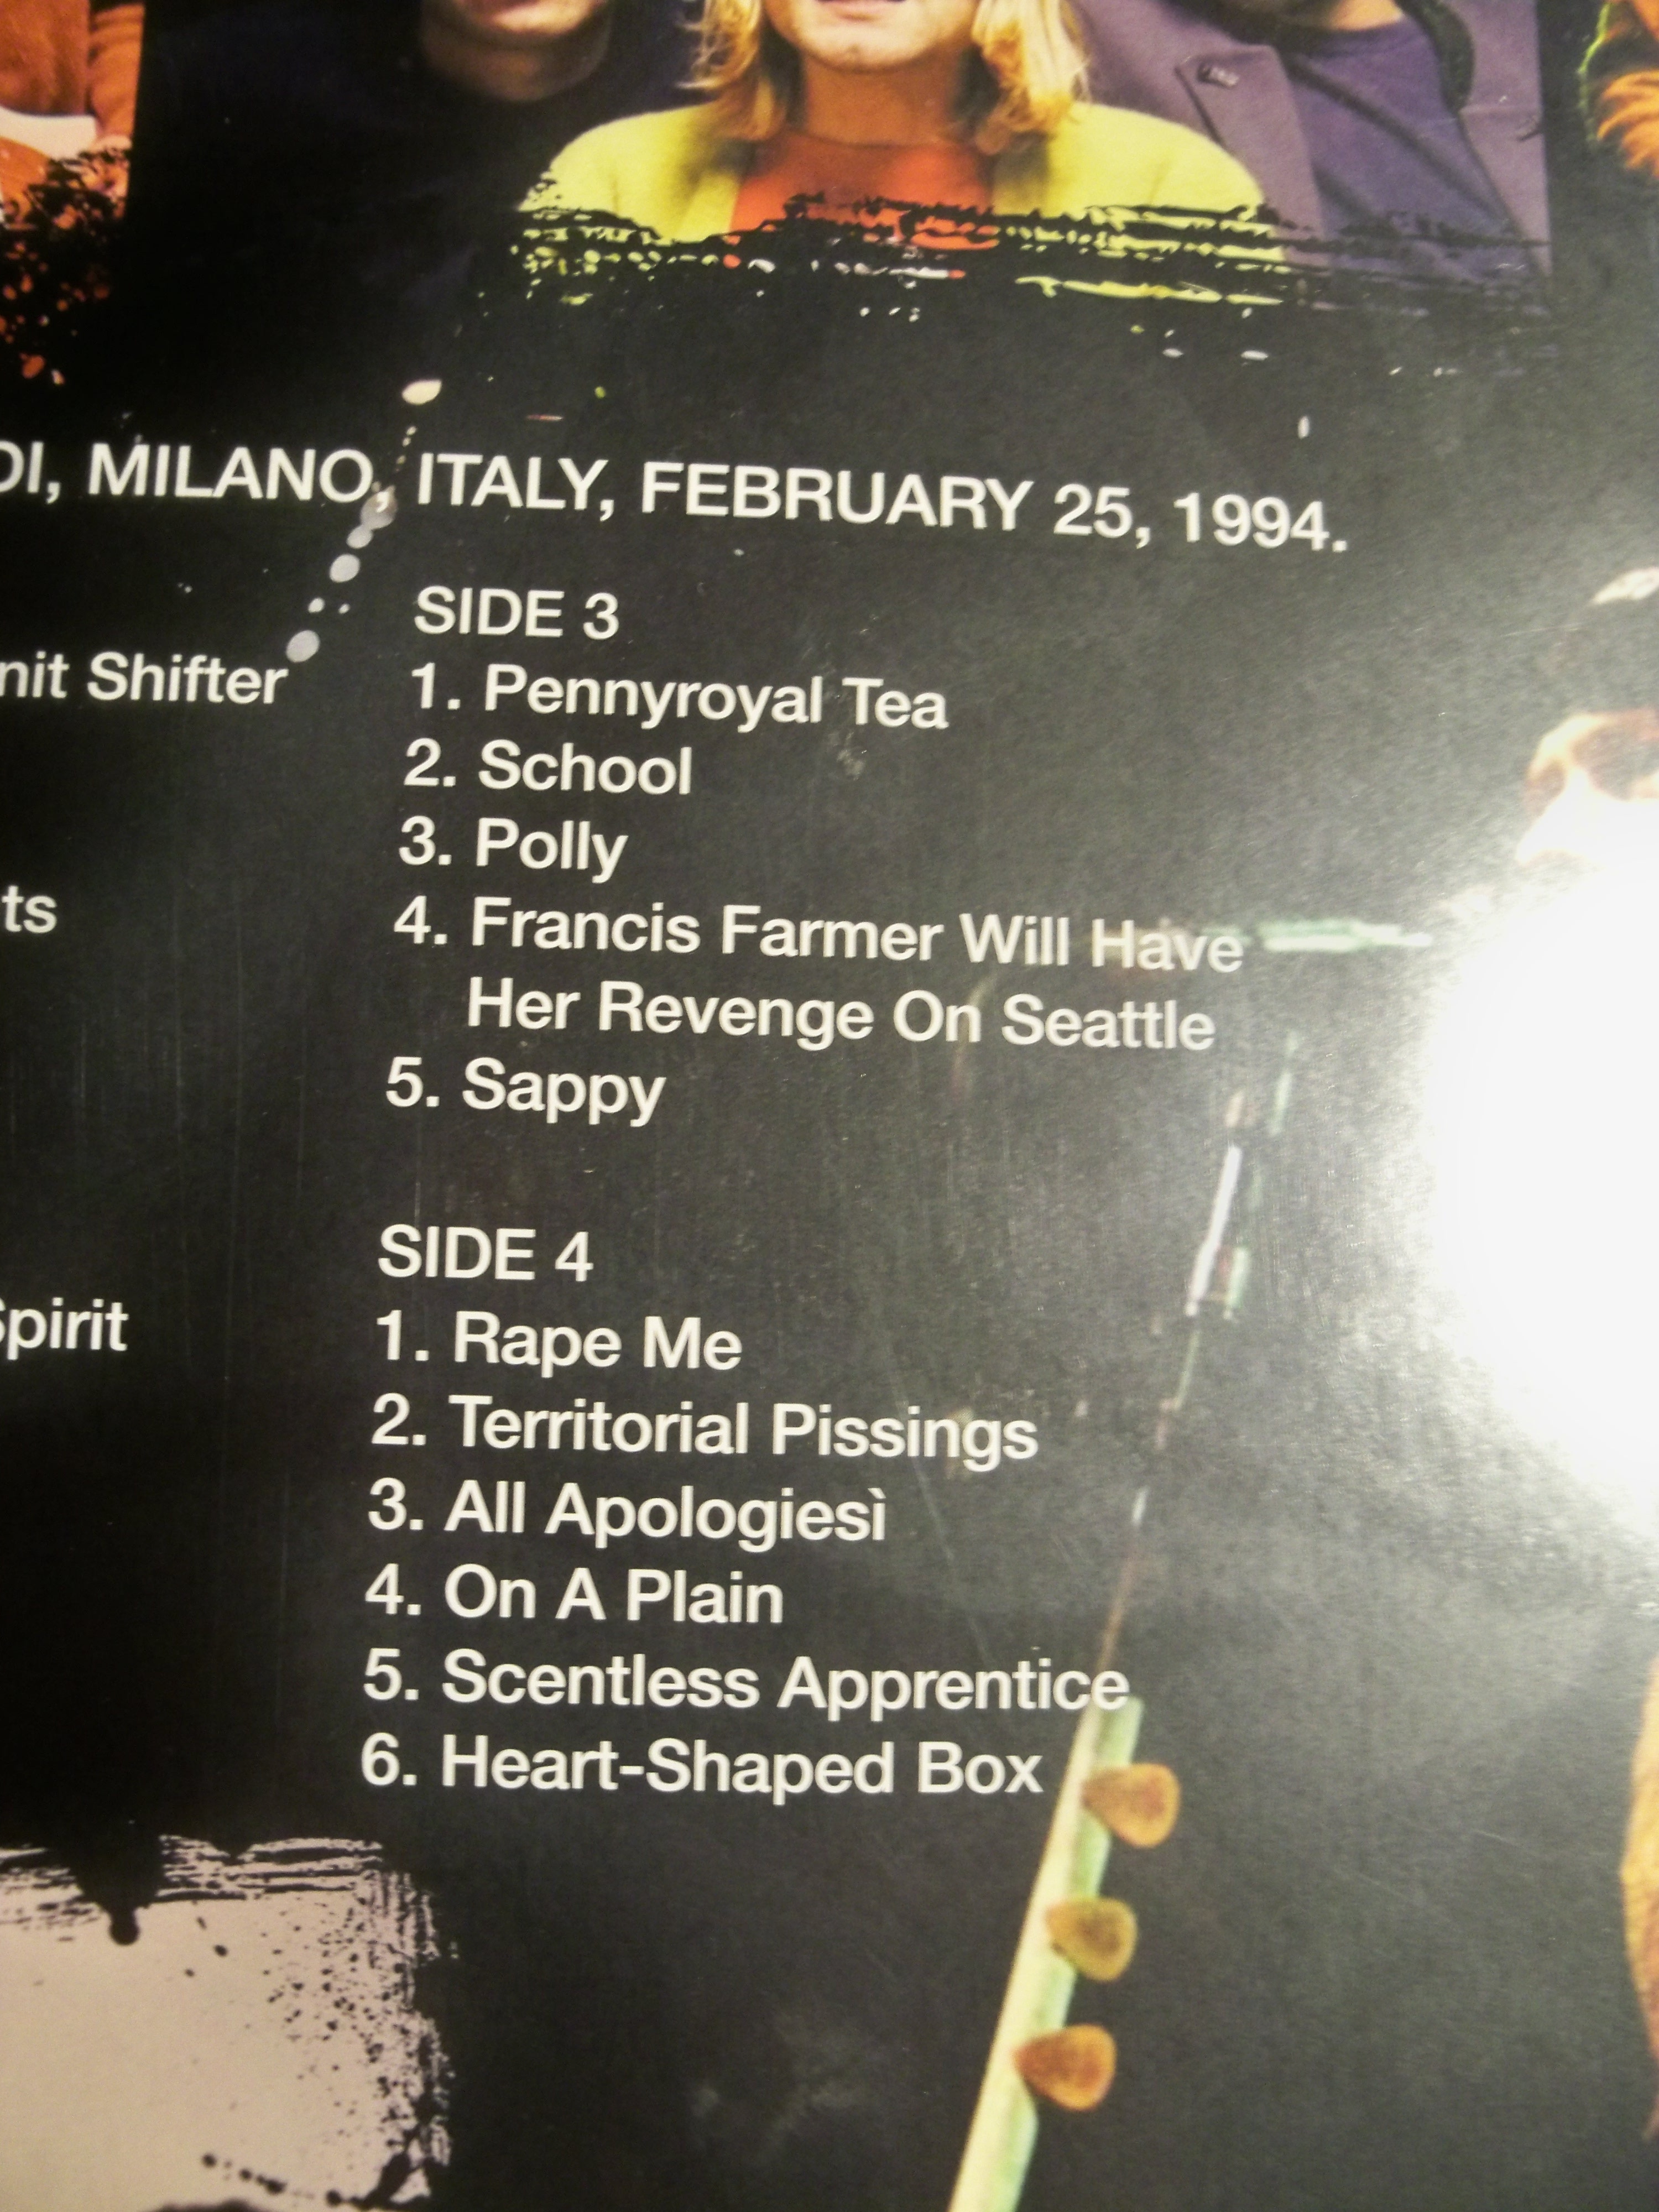 DI, MILANO, ITALY, FEBRUARY 25, 1994.
nit Shifter
ts
Spirit
SIDE 3
1. Pennyroyal Tea
2. School
3. Polly
4. Francis Farmer Will Have
Her Revenge On Seattle
5. Sappy
SIDE 4
1. Rape Me
2. Territorial Pissings
3. All Apologiesì
4. On A Plain
5. Scentless Apprentice
6. Heart-Shaped Box